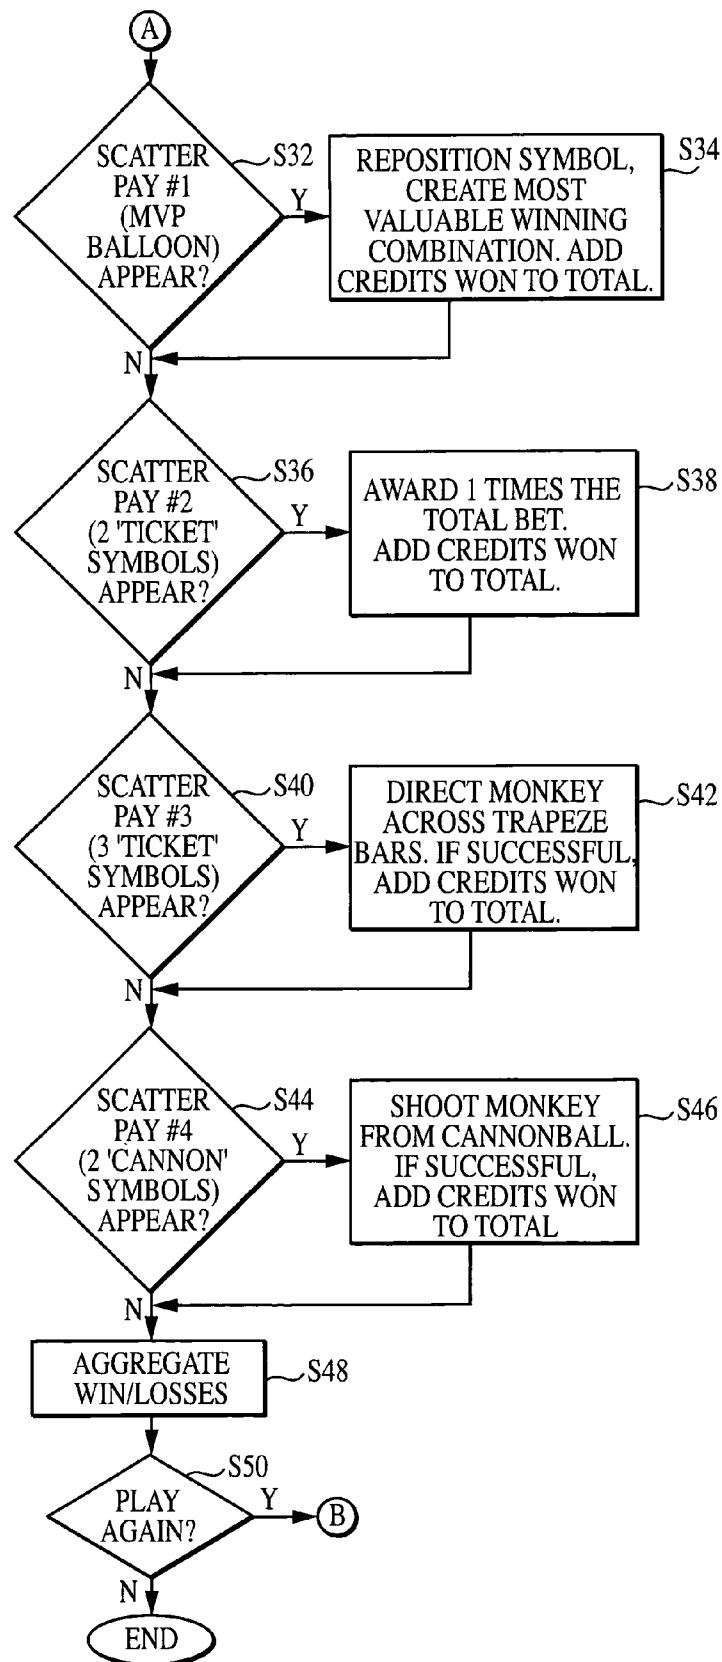 A
SCATTER
PAY #1
(MVP
BALLOON)
APPEAR?
S32
Y
REPOSITION SYMBOL,
CREATE MOST
VALUABLE WINNING
COMBINATION. ADD
CREDITS WON TO TOTAL.
S34
N
SCATTER
PAY #2
(2 'TICKET'
SYMBOLS)
APPEAR?
S36
Y
AWARD 1 TIMES THE
TOTAL BET.
ADD CREDITS WON
TO TOTAL.
S38
N
SCATTER
PAY #3
(3 'TICKET'
SYMBOLS)
APPEAR?
S40
Y
DIRECT MONKEY
ACROSS TRAPEZE
BARS. IF SUCCESSFUL,
ADD CREDITS WON
TO TOTAL.
S42
N
SCATTER
PAY #4
(2 'CANNON'
SYMBOLS)
APPEAR?
S44
Y
SHOOT MONKEY
FROM CANNONBALL.
IF SUCCESSFUL,
ADD CREDITS WON
TO TOTAL
S46
N
AGGREGATE
WIN/LOSSES
S48
PLAY
AGAIN?
S50
Y
B
N
END